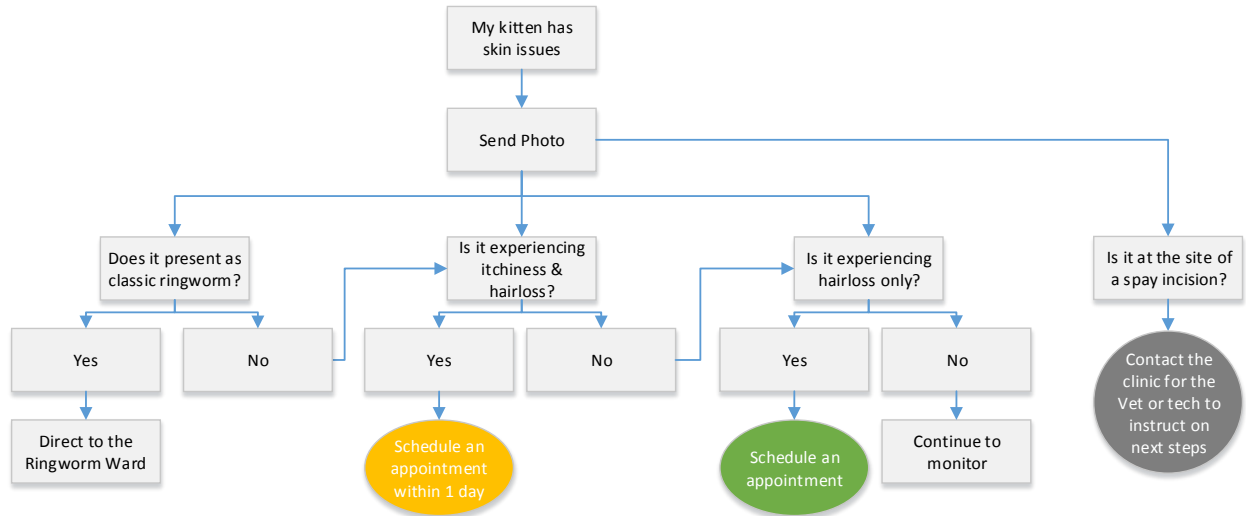 My kitten has
skin issues
Send Photo
Does it present as
classic ringworm?
Is it experiencing
itchiness &
hairloss?
Is it experiencing
hairloss only?
Is it at the site of
a spay incision?
Yes
No
Yes
No
Yes
No
Direct to the
Ringworm Ward
Schedule an
appointment
within 1 day
Schedule an
appointment
Continue to
monitor
Contact the
clinic for the
Vet or tech to
instruct on
next steps